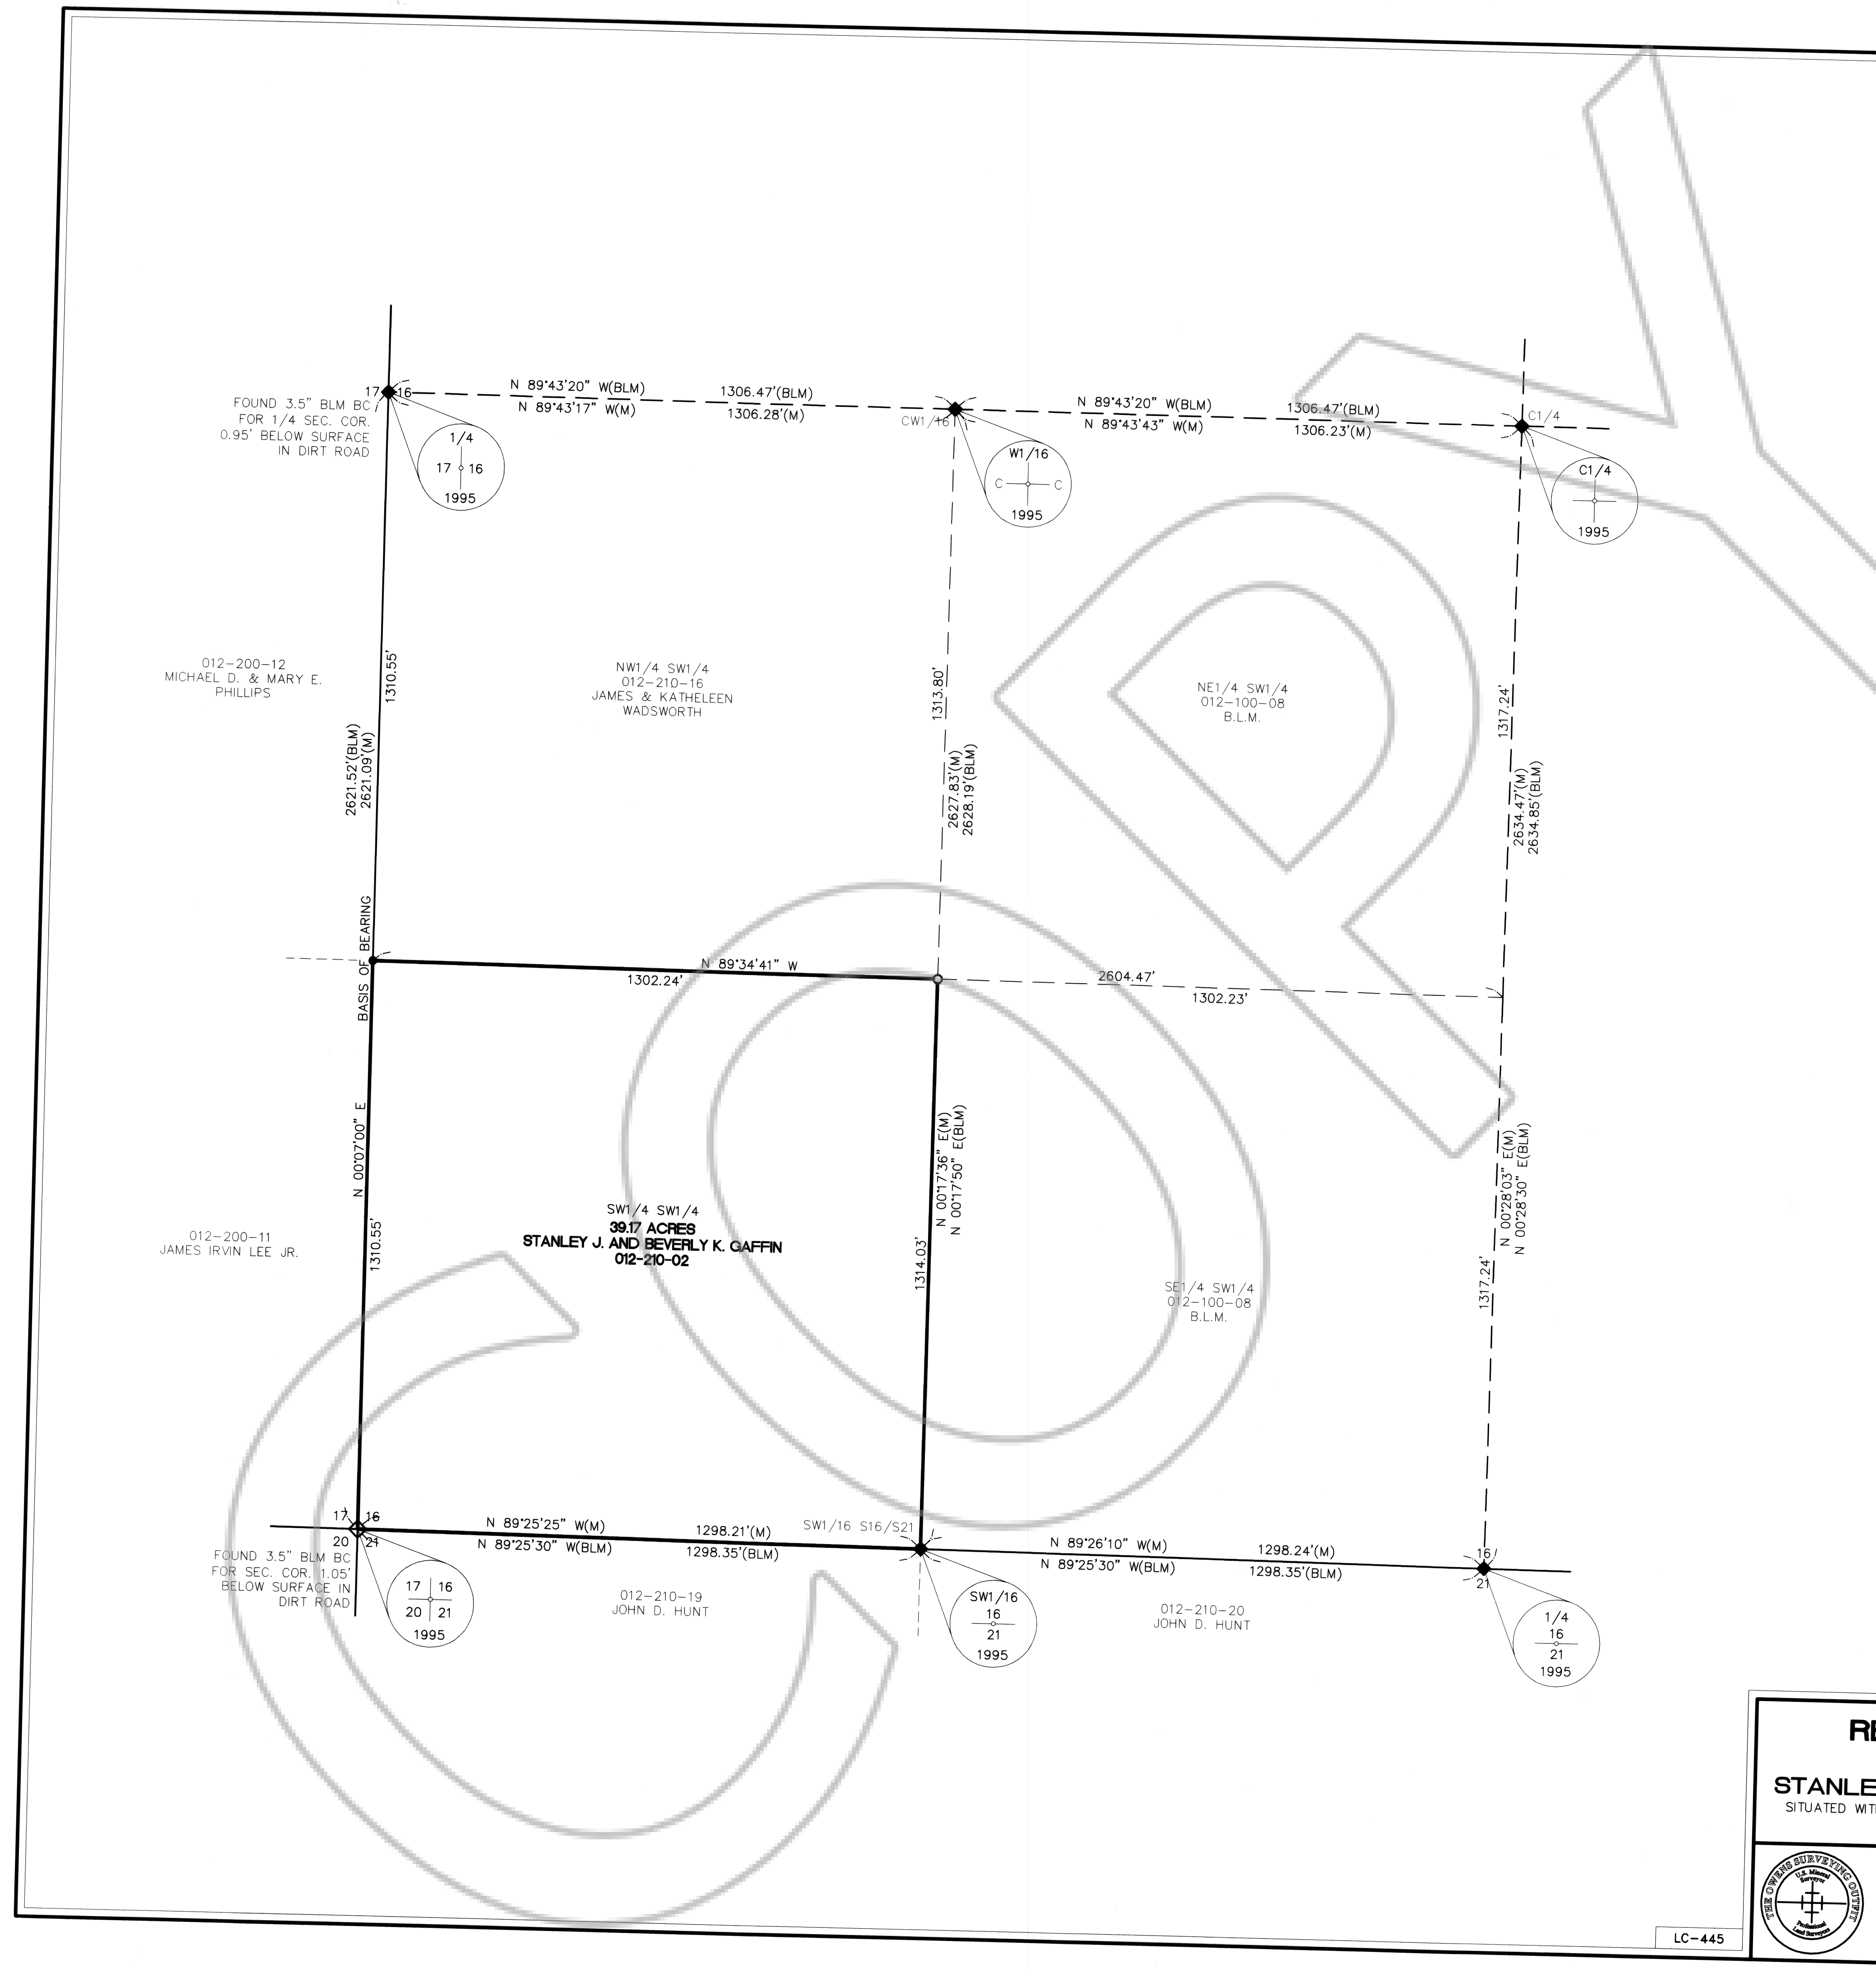 17 16
N 89°43'20" W(BLM) 1306.47'(BLM)
N 89°43'17" W(M) 1306.28'(M)
N 89°43'20" W(BLM) 1306.47'(BLM)
N 89°43'43" W(M) 1306.23'(M)
CW1/16
C1/4
FOUND 3.5" BLM BC
FOR 1/4 SEC. COR.
0.95' BELOW SURFACE
IN DIRT ROAD
1/4
17 16
1995
W1/16
C C
1995
C1/4
1995
012-200-12
MICHAEL D. & MARY E.
PHILLIPS
1310.55'
2621.52'(BLM)
2621.09'(M)
NW1/4 SW1/4
012-210-16
JAMES & KATHELEEN
WADSWORTH
1313.80'
2627.83'(M)
2628.19'(BLM)
NE1/4 SW1/4
012-100-08
B.L.M.
1317.24'
2634.47'(M)
2634.85'(BLM)
BASIS OF BEARING
N 89°34'41" W
1302.24'
2604.47'
1302.23'
N 00°07'00" E
1310.55'
012-200-11
JAMES IRVIN LEE JR.
SW1/4 SW1/4
39.17 ACRES
STANLEY J. AND BEVERLY K. GAFFIN
012-210-02
N 00°17'36" E(M)
N 00°17'50" E(BLM)
1314.03'
SE1/4 SW1/4
012-100-08
B.L.M.
N 00°28'03" E(M)
N 00°28'30" E(BLM)
1317.24'
17 16
20 21
N 89°25'25" W(M) 1298.21'(M)
N 89°25'30" W(BLM) 1298.35'(BLM)
SW1/16 S16/S21
N 89°26'10" W(M) 1298.24'(M)
N 89°25'30" W(BLM) 1298.35'(BLM)
16
21
FOUND 3.5" BLM BC
FOR SEC. COR. 1.05'
BELOW SURFACE IN
DIRT ROAD
17 16
20 21
1995
012-210-19
JOHN D. HUNT
SW1/16
16
21
1995
012-210-20
JOHN D. HUNT
1/4
16
21
1995
COPY
RE
STANLE
SITUATED WIT
THE OWENS SURVEYING OUTFIT
U.S. Mineral
Surveyor
Professional
Land Surveyors
LC-445